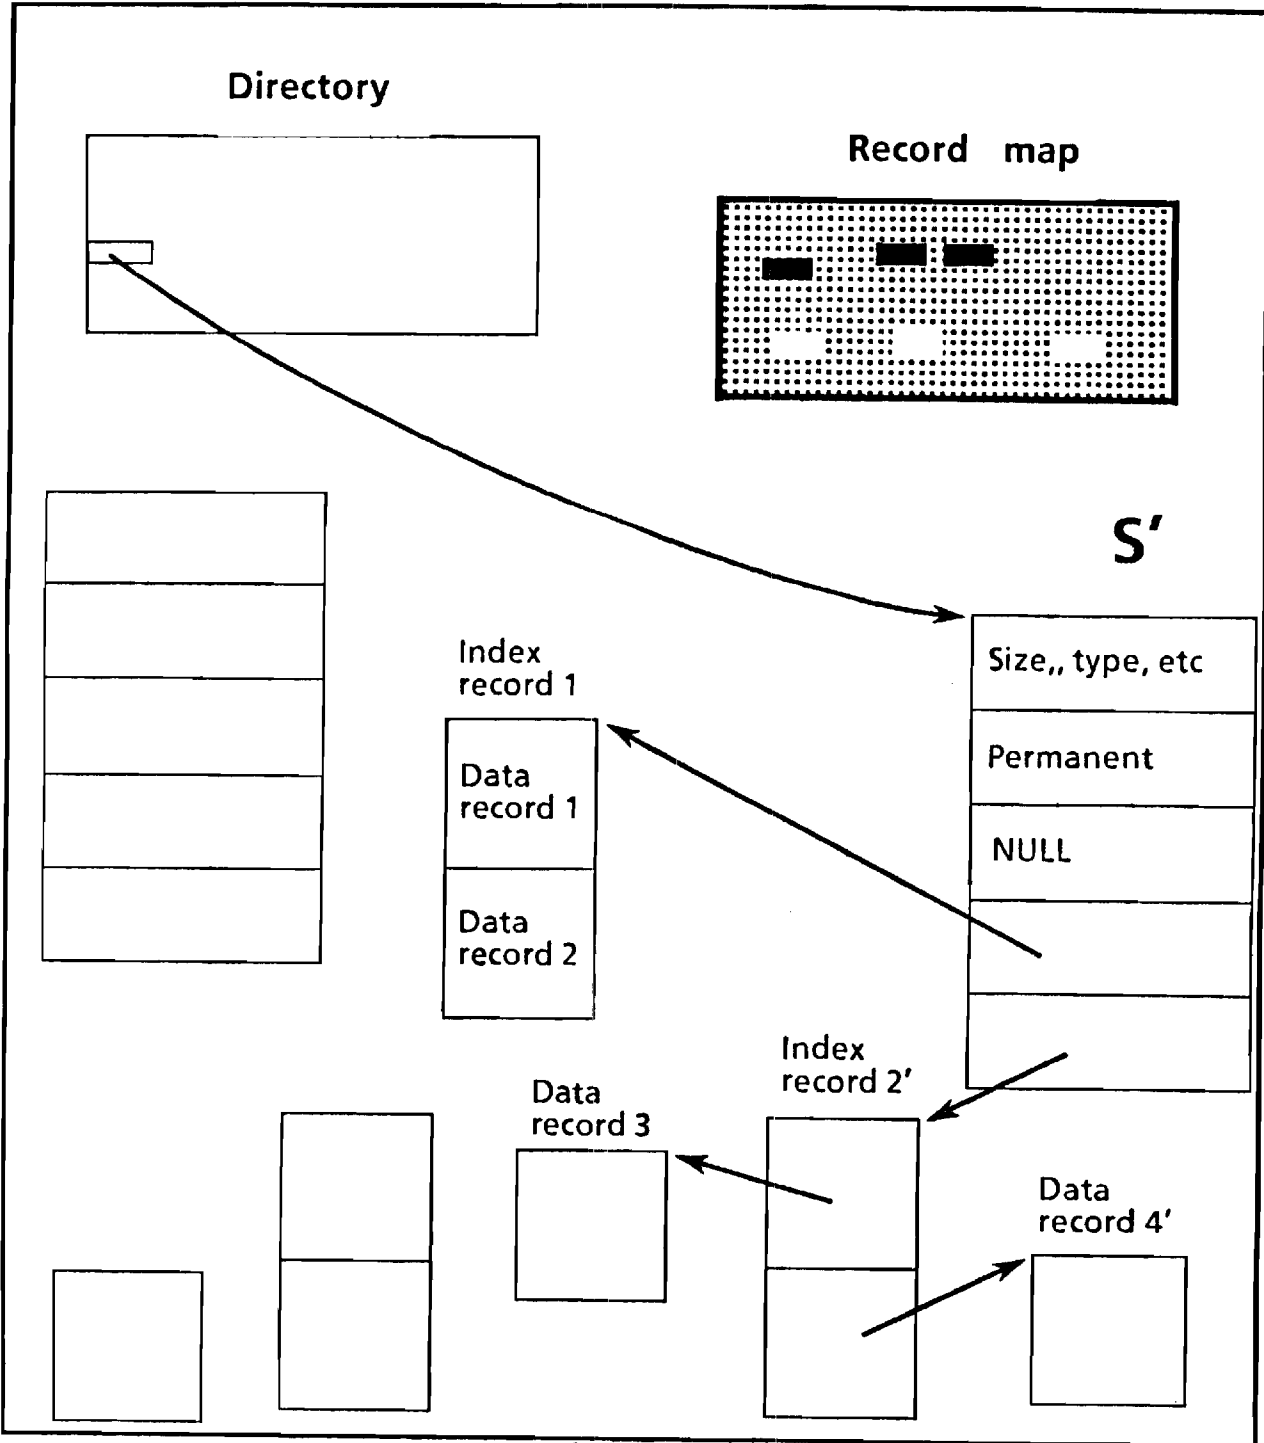 Directory
Record map
S'
Size,, type, etc
Permanent
NULL
Index
record 1
Data
record 1
Data
record 2
Index
record 2'
Data
record 3
Data
record 4'